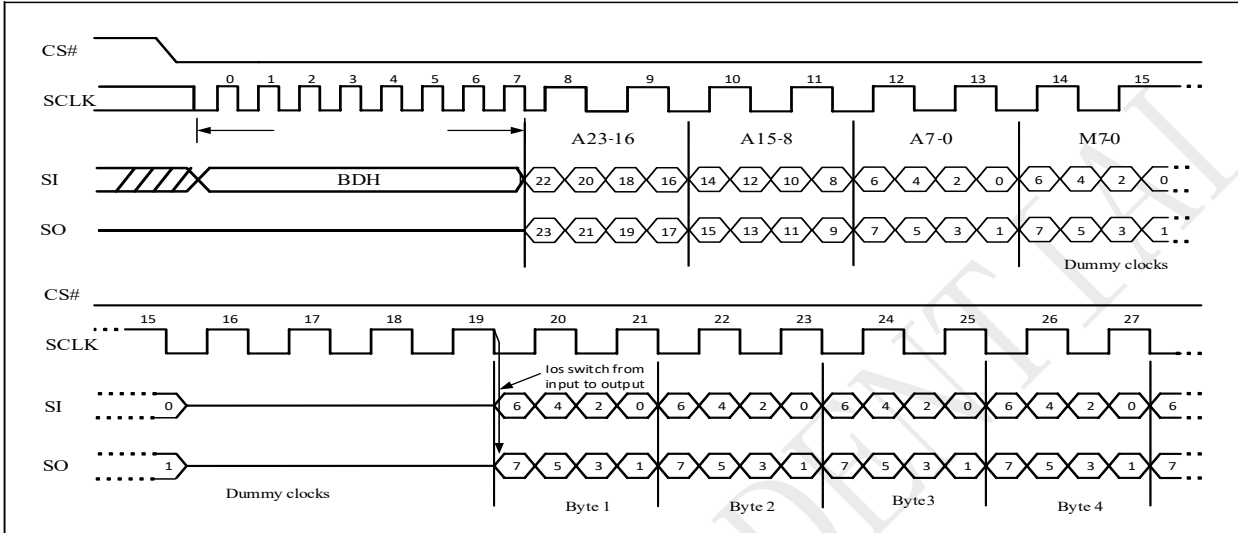 CS#
0 1 2 3 4 5 6 7 8 9 10 11 12 13 14 15
SCLK
A23-16 A15-8 A7-0 M7-0
SI BDH 22 20 18 16 14 12 10 8 6 4 2 0 6 4 2 0
SO 23 21 19 17 15 13 11 9 7 5 3 1 7 5 3 1
Dummy clocks
CS#
15 16 17 18 19 20 21 22 23 24 25 26 27
SCLK
Ios switch from
input to output
SI 0 6 4 2 0 6 4 2 0 6 4 2 0 6 4 2 0 6
SO 1 7 5 3 1 7 5 3 1 7 5 3 1 7 5 3 1 7
Dummy clocks Byte 1 Byte 2 Byte3 Byte 4